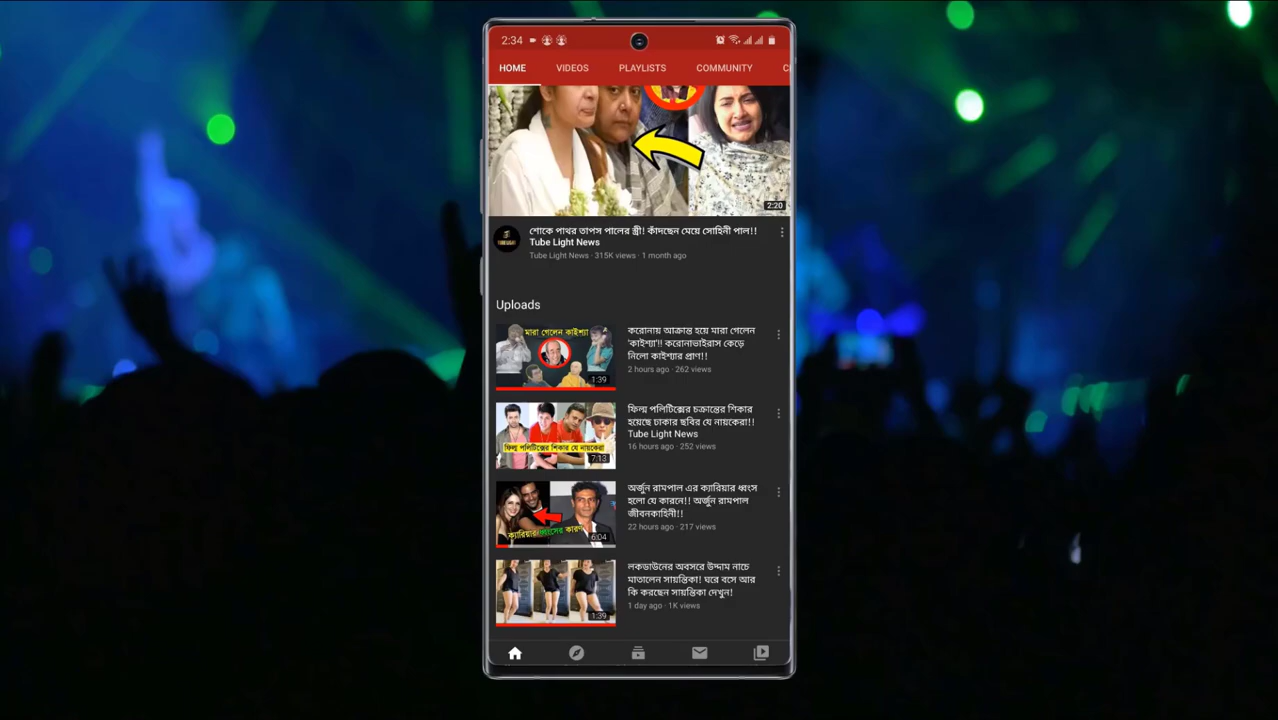 2:34
HOME VIDEOS PLAYLISTS COMMUNITY
2:20
শোকে পাথর তাপস পালের স্ত্রী! কাঁদছেন মেয়ে সোহিনী পাল!!
Tube Light News
Tube Light News · 315K views · 1 month ago
Uploads
মারা গেলেন কাইশ্যা
1:39
করোনায় আক্রান্ত হয়ে মারা গেলেন
'কাইশ্যা'!! করোনাভাইরাস কেড়ে
নিলো কাইশ্যার প্রাণ!!
2 hours ago · 262 views
ফিল্ম পলিটিক্সের শিকার যে নায়কেরা
7:13
ফিল্ম পলিটিক্সের চক্রান্তের শিকার
হয়েছে ঢাকার ছবির যে নায়কেরা!!
Tube Light News
16 hours ago · 252 views
ক্যারিয়ার ধ্বংসের কারণ
6:04
অর্জুন রামপাল এর ক্যারিয়ার ধ্বংস
হলো যে কারনে!! অর্জুন রামপাল
জীবনকাহিনী!!
22 hours ago · 217 views
1:39
লকডাউনের অবসরে উদ্দাম নাচে
মাতালেন সায়ন্তিকা! ঘরে বসে আর
কি করছেন সায়ন্তিকা দেখুন!
1 day ago · 1K views